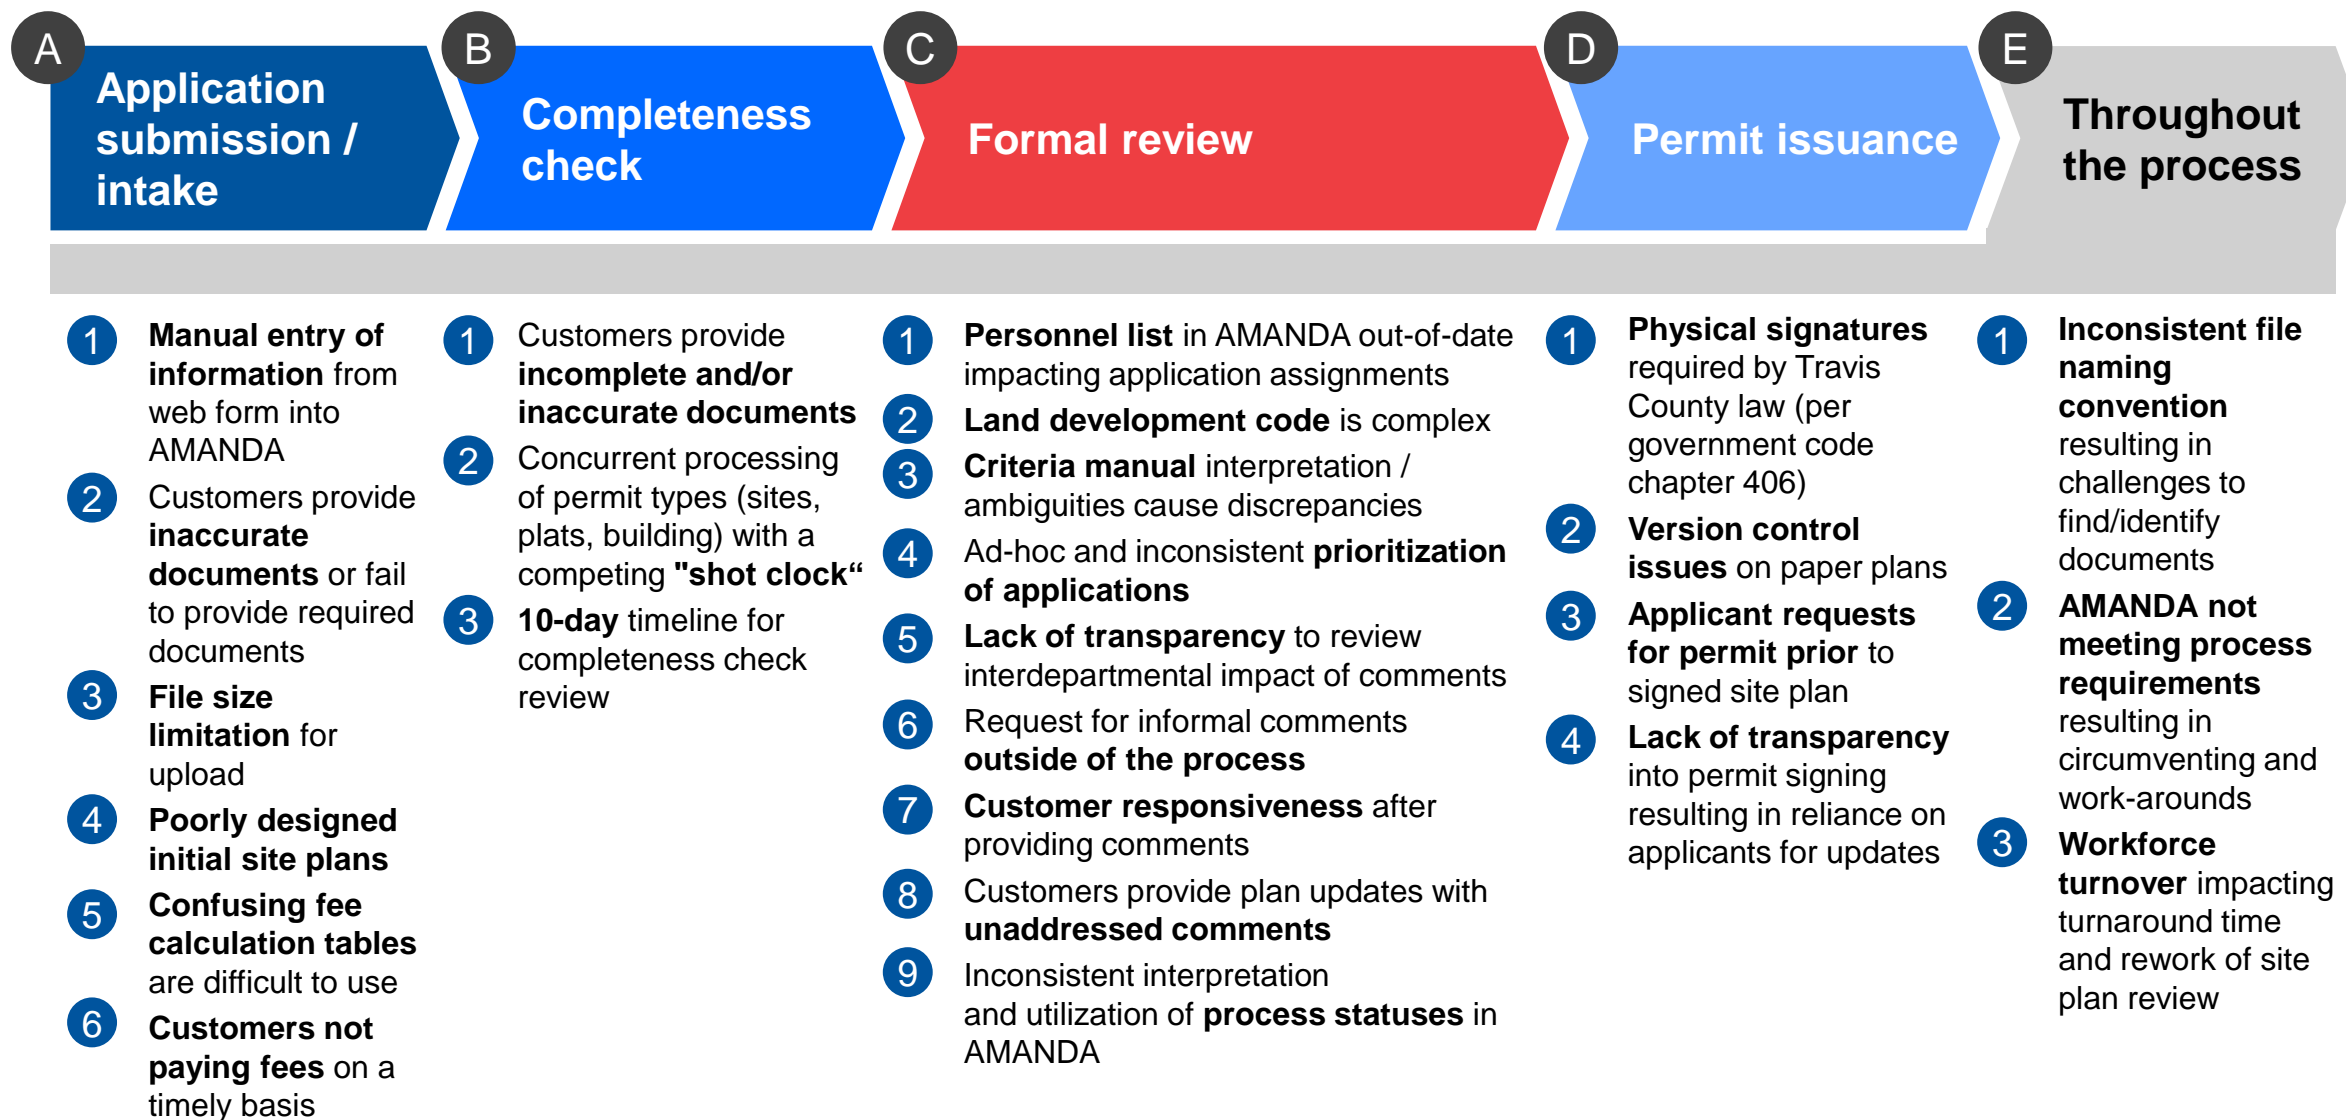 A
Application
submission /
intake
B
Completeness
check
C
Formal review
D
Permit issuance
E
Throughout
the process
1
Manual entry of
information from
web form into
AMANDA
2
Customers provide
inaccurate
documents or fail
to provide required
documents
3
File size
limitation for
upload
4
Poorly designed
initial site plans
5
Confusing fee
calculation tables
are difficult to use
6
Customers not
paying fees on a
timely basis
1
Customers provide
incomplete and/or
inaccurate documents
2
Concurrent processing
of permit types (sites,
plats, building) with a
competing "shot clock“
3
10-day timeline for
completeness check
review
1
Personnel list in AMANDA out-of-date
impacting application assignments
2
Land development code is complex
3
Criteria manual interpretation /
ambiguities cause discrepancies
4
Ad-hoc and inconsistent prioritization
of applications
5
Lack of transparency to review
interdepartmental impact of comments
6
Request for informal comments
outside of the process
7
Customer responsiveness after
providing comments
8
Customers provide plan updates with
unaddressed comments
9
Inconsistent interpretation
and utilization of process statuses in
AMANDA
1
Physical signatures
required by Travis
County law (per
government code
chapter 406)
2
Version control
issues on paper plans
3
Applicant requests
for permit prior to
signed site plan
4
Lack of transparency
into permit signing
resulting in reliance on
applicants for updates
1
Inconsistent file
naming
convention
resulting in
challenges to
find/identify
documents
2
AMANDA not
meeting process
requirements
resulting in
circumventing and
work-arounds
3
Workforce
turnover impacting
turnaround time
and rework of site
plan review